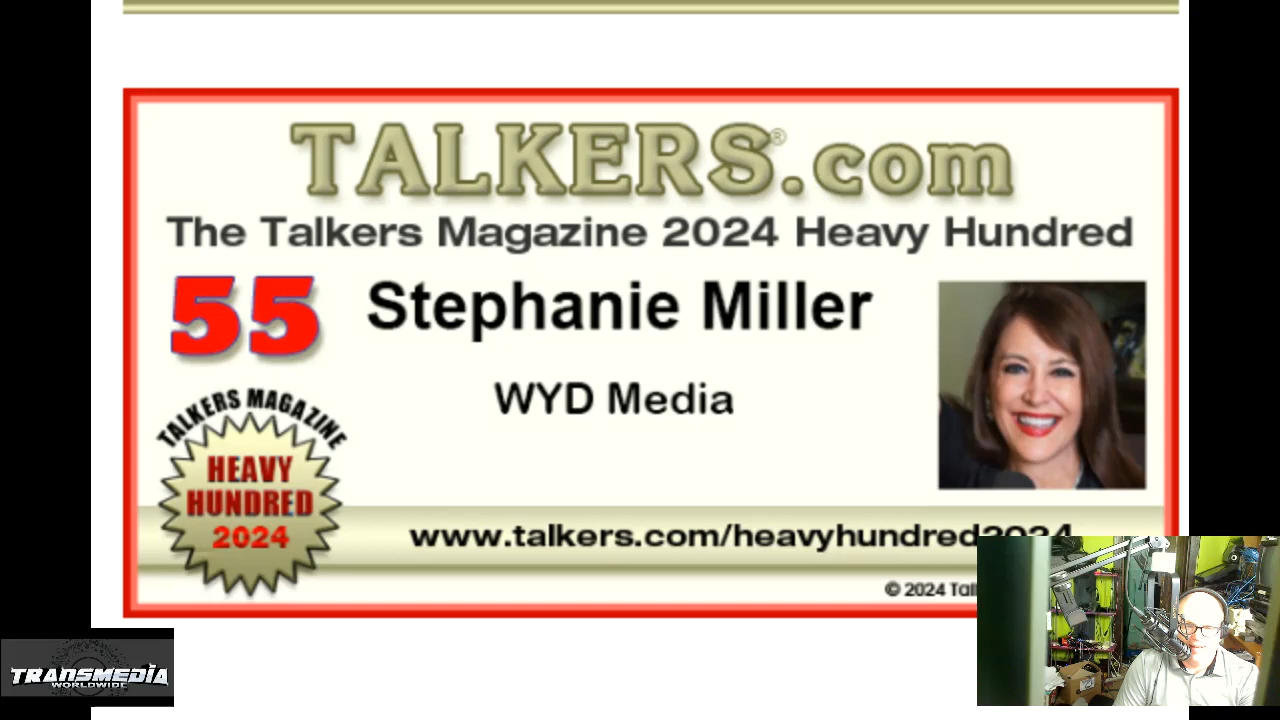 TALKERS®.com
The Talkers Magazine 2024 Heavy Hundred
55
Stephanie Miller
WYD Media
TALKERS MAGAZINE
HEAVY
HUNDRED
2024
www.talkers.com/heavyhundred2024
© 2024
TRANSMEDIA
WORLDWIDE